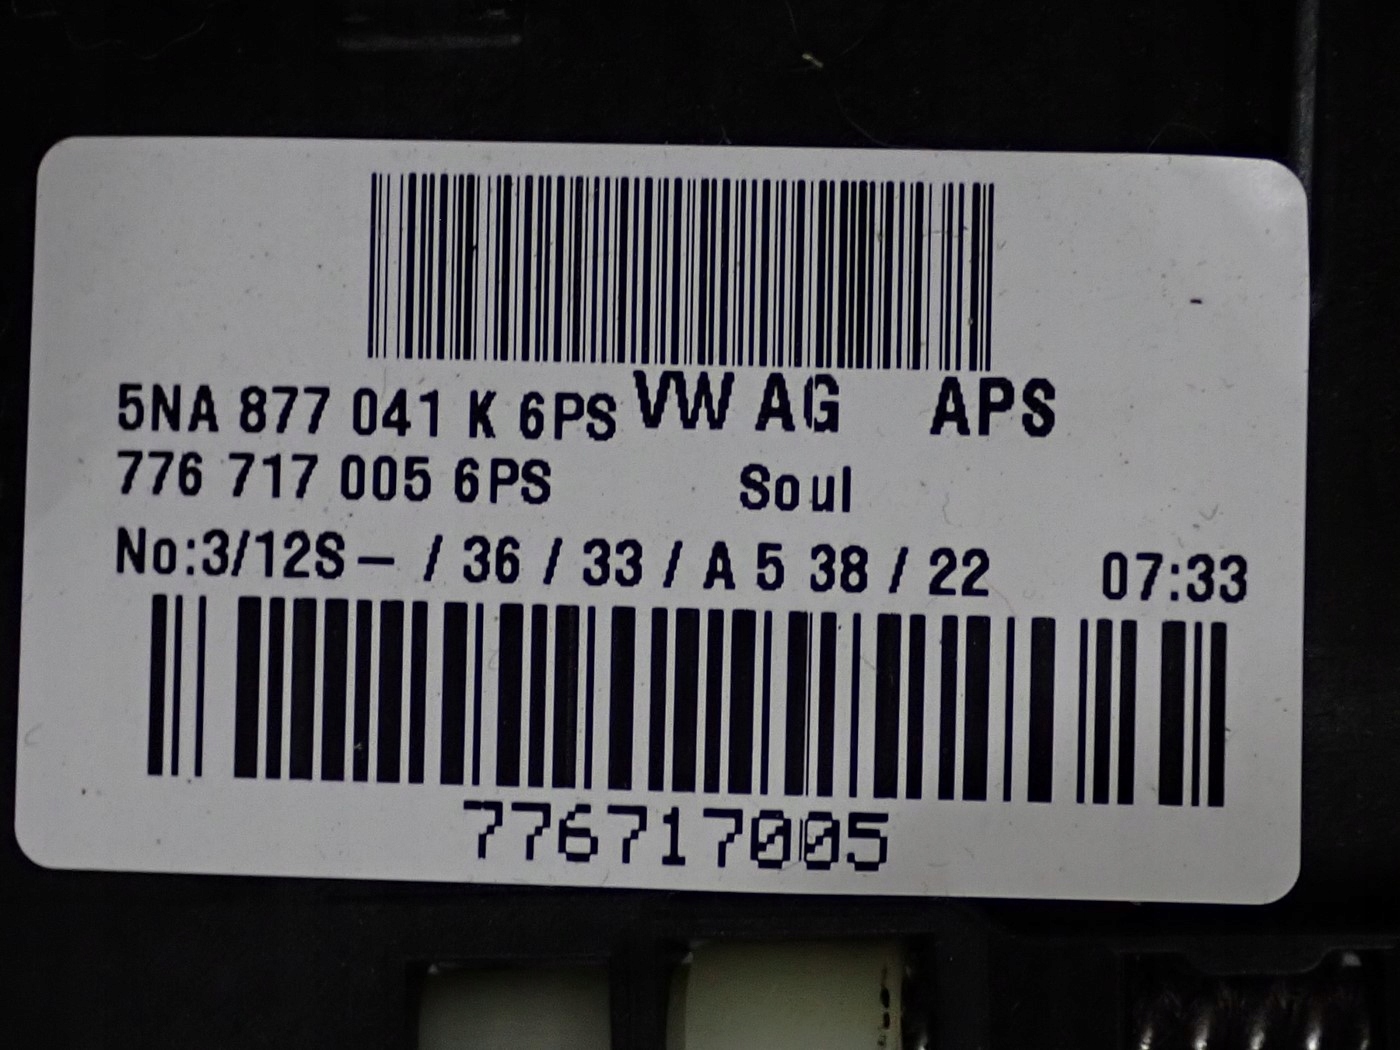 5NA 877 041 K 6PS VW AG APS
776 717 005 6PS Soul
No:3/12S – / 36 / 33 / A 5 38 / 22 07:33
776717005